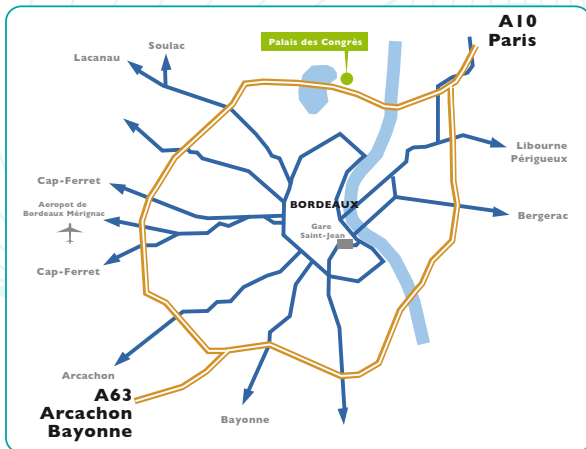 A10
Paris
Soulac
Palais des Congrès
Lacanau
Libourne
Périgueux
Cap-Ferret
BORDEAUX
Aeropot de
Bordeaux Mérignac
Bergerac
Gare
Saint-Jean
Cap-Ferret
Arcachon
A63
Arcachon
Bayonne
Bayonne